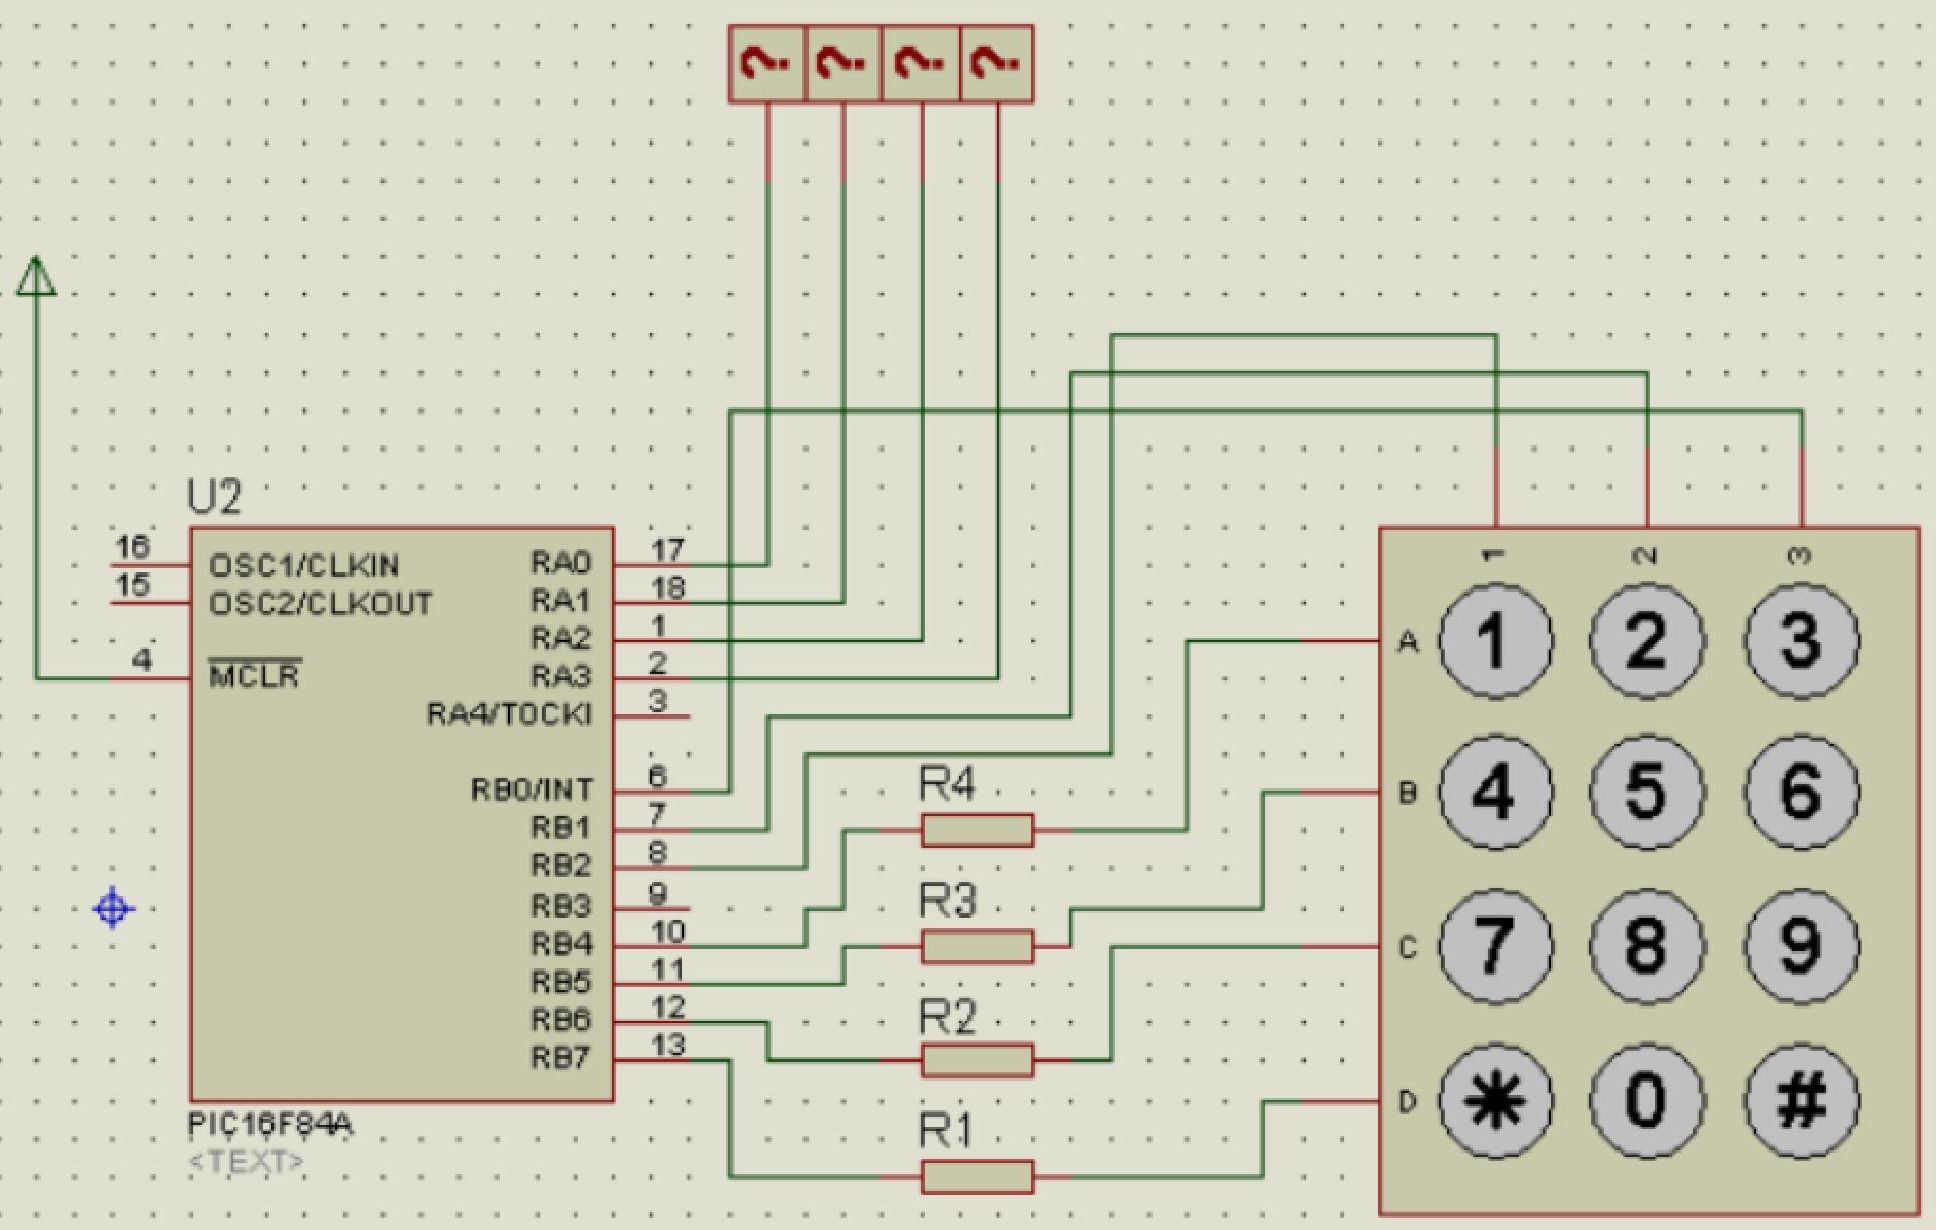 ? ? ? ?
U2
16 OSC1/CLKIN RA0 17
15 OSC2/CLKOUT RA1 18
RA2 1
4 MCLR RA3 2
RA4/T0CKI 3
RB0/INT 6
RB1 7
RB2 8
RB3 9
RB4 10
RB5 11
RB6 12
RB7 13
PIC16F84A
<TEXT>
R4
R3
R2
R1
1 2 3
A 1 2 3
B 4 5 6
C 7 8 9
D * 0 #